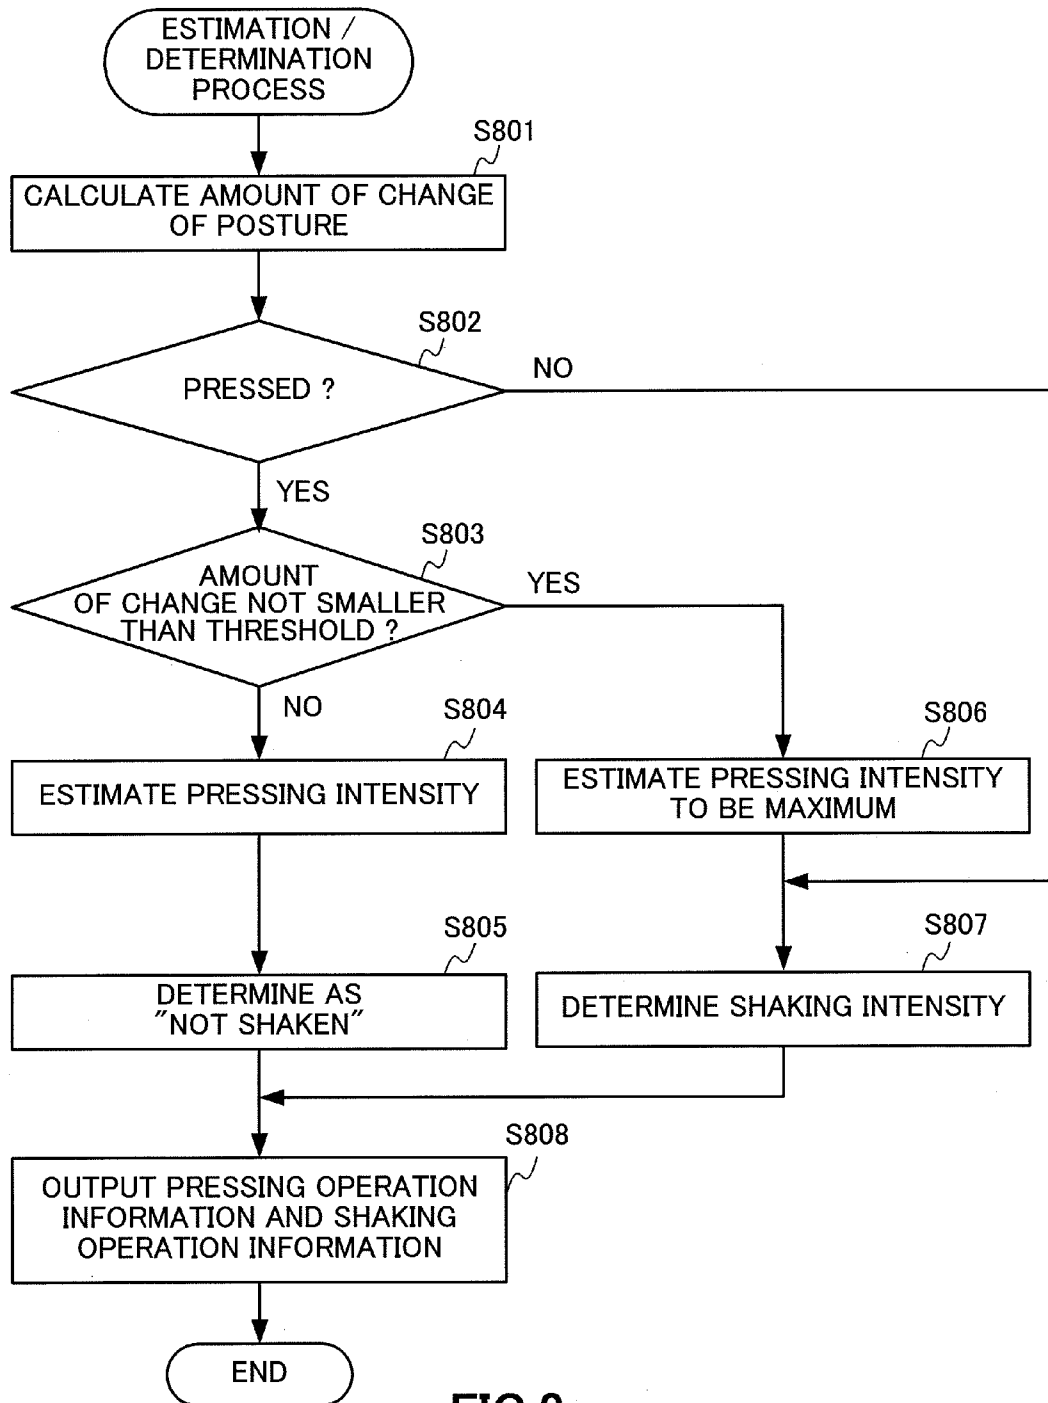 ESTIMATION /
DETERMINATION
PROCESS
S801
CALCULATE AMOUNT OF CHANGE
OF POSTURE
S802
PRESSED ?
NO
YES
S803
AMOUNT
OF CHANGE NOT SMALLER
THAN THRESHOLD ?
YES
NO
S804
ESTIMATE PRESSING INTENSITY
S806
ESTIMATE PRESSING INTENSITY
TO BE MAXIMUM
S805
DETERMINE AS
"NOT SHAKEN"
S807
DETERMINE SHAKING INTENSITY
S808
OUTPUT PRESSING OPERATION
INFORMATION AND SHAKING
OPERATION INFORMATION
END